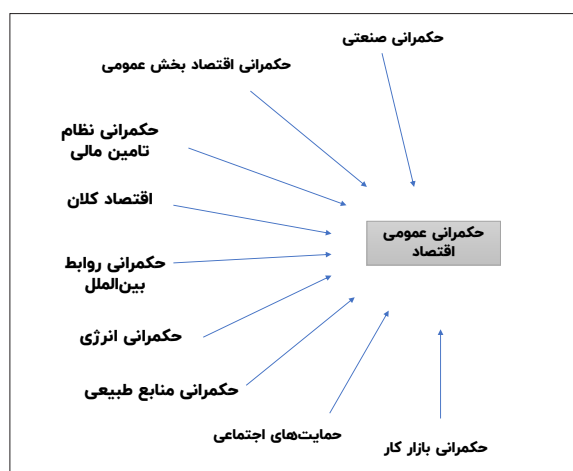 حکمرانی صنعتی
حکمرانی اقتصاد بخش عمومی
حکمرانی نظام
تامین مالی
اقتصاد کلان
حکمرانی عمومی
اقتصاد
حکمرانی روابط
بین‌الملل
حکمرانی انرژی
حکمرانی منابع طبیعی
حمایت‌های اجتماعی
حکمرانی بازار کار